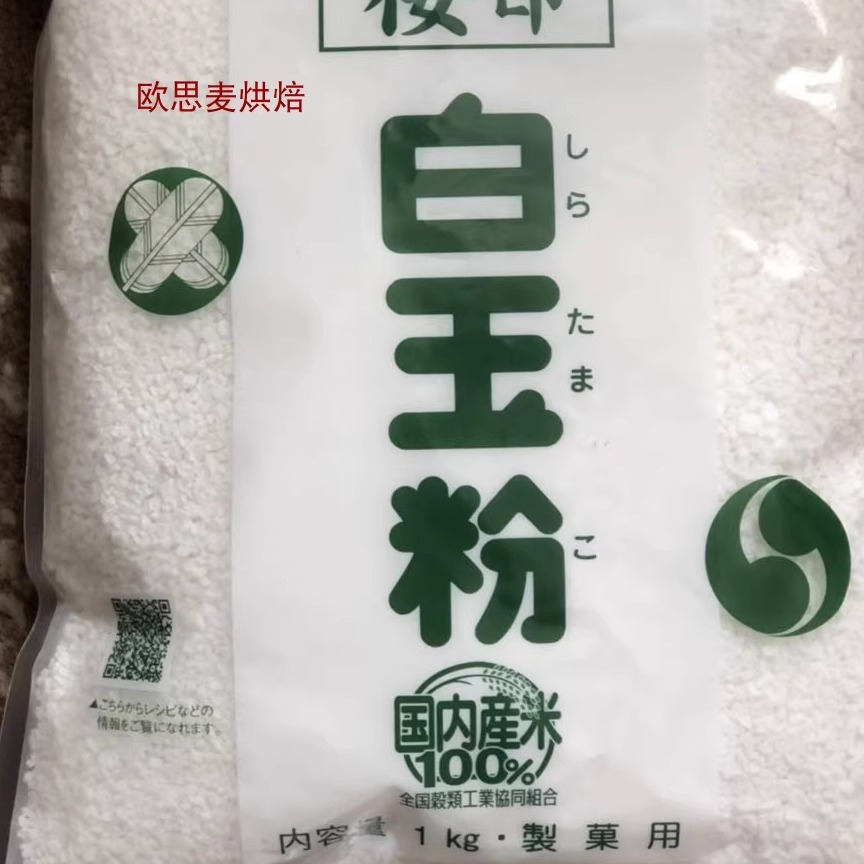 桜印
欧思麦烘焙
白玉粉
しらたまこ
▲こちらからレシピなどの
情報をご覧になれます。
国内産米
100%
全国穀類工業協同組合
内容量 1kg・製菓用